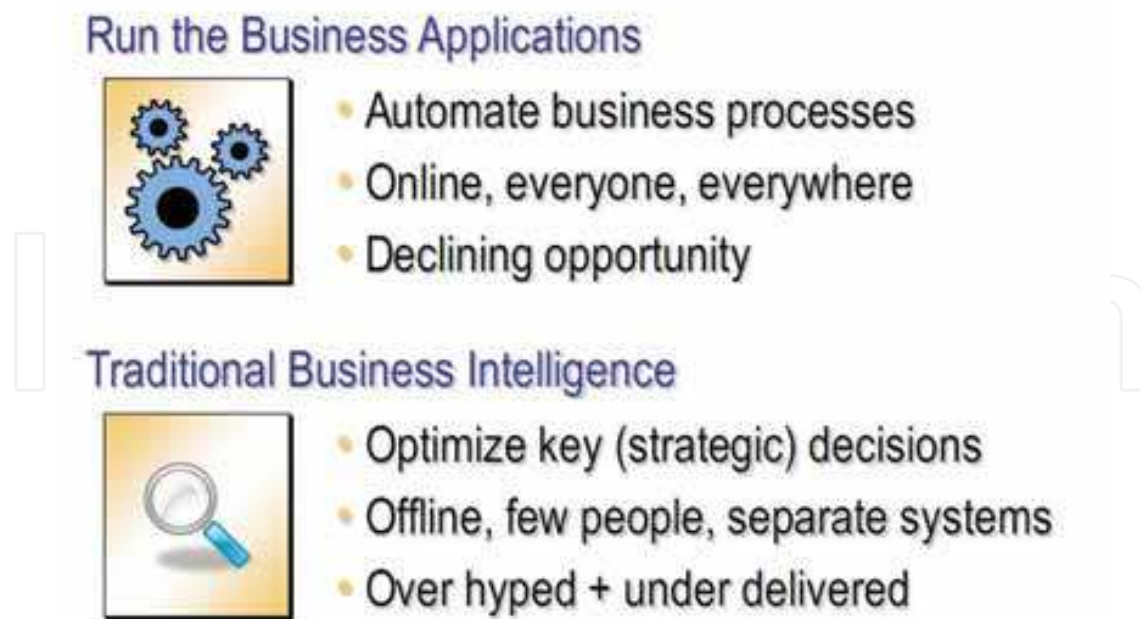 Run the Business Applications
• Automate business processes
• Online, everyone, everywhere
• Declining opportunity
Traditional Business Intelligence
• Optimize key (strategic) decisions
• Offline, few people, separate systems
• Over hyped + under delivered